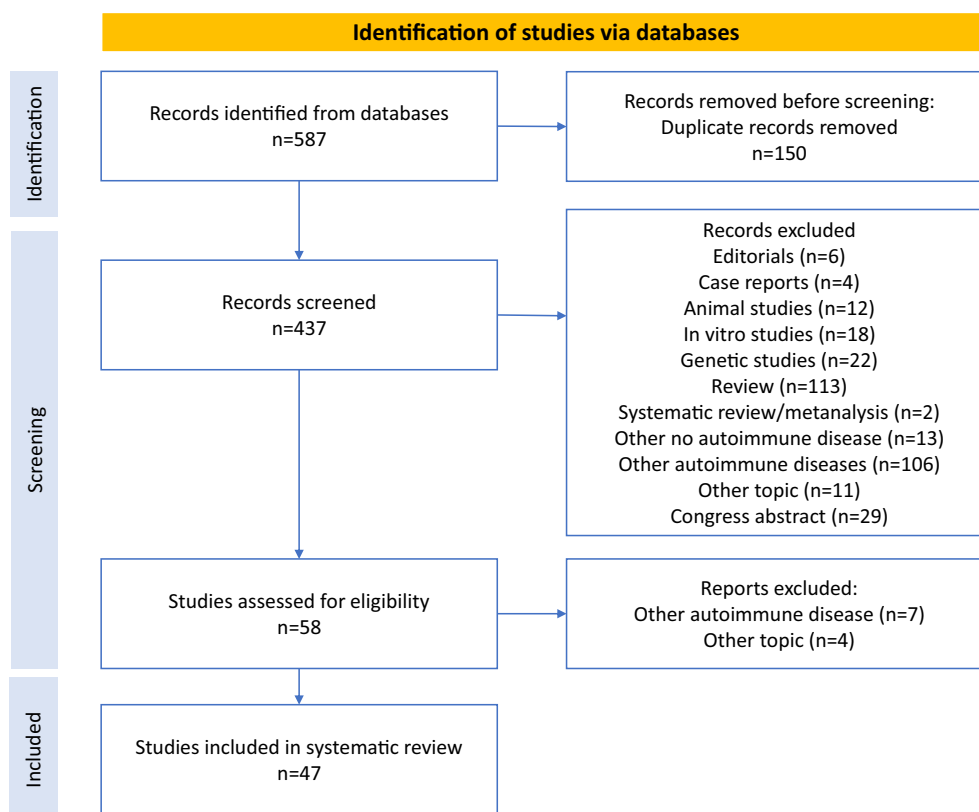 Identification of studies via databases
Identification
Records identified from databases
n=587
Records removed before screening:
Duplicate records removed
n=150
Screening
Records screened
n=437
Records excluded
Editorials (n=6)
Case reports (n=4)
Animal studies (n=12)
In vitro studies (n=18)
Genetic studies (n=22)
Review (n=113)
Systematic review/metanalysis (n=2)
Other no autoimmune disease (n=13)
Other autoimmune diseases (n=106)
Other topic (n=11)
Congress abstract (n=29)
Studies assessed for eligibility
n=58
Reports excluded:
Other autoimmune disease (n=7)
Other topic (n=4)
Included
Studies included in systematic review
n=47